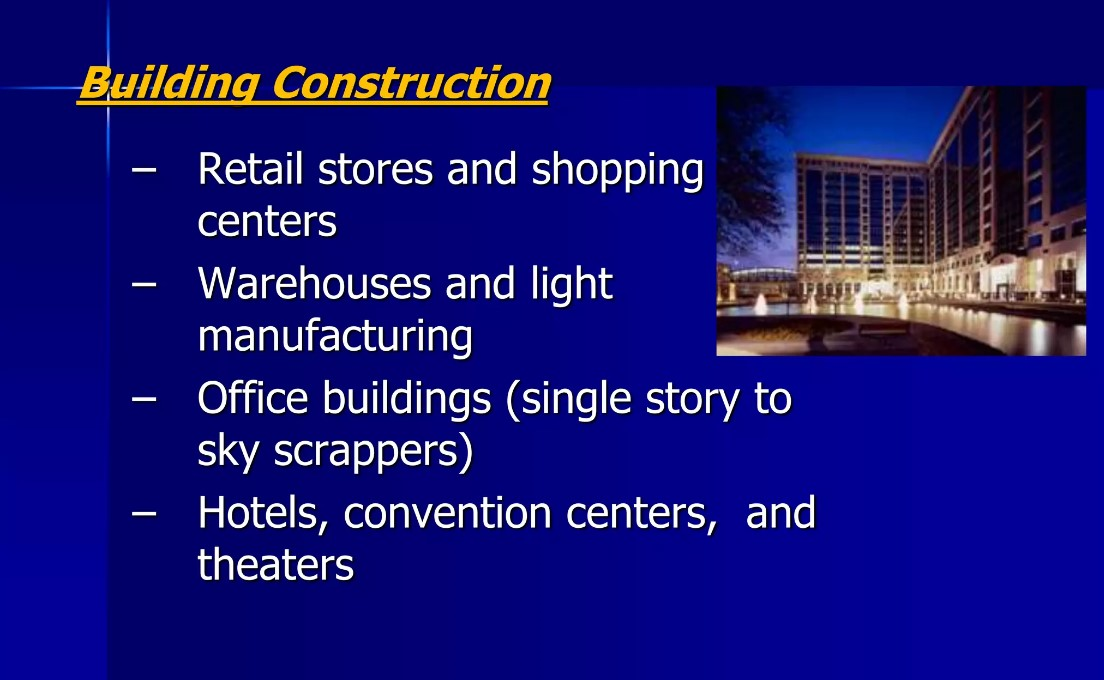 Building Construction
– Retail stores and shopping
centers
– Warehouses and light
manufacturing
– Office buildings (single story to
sky scrappers)
– Hotels, convention centers,  and
theaters